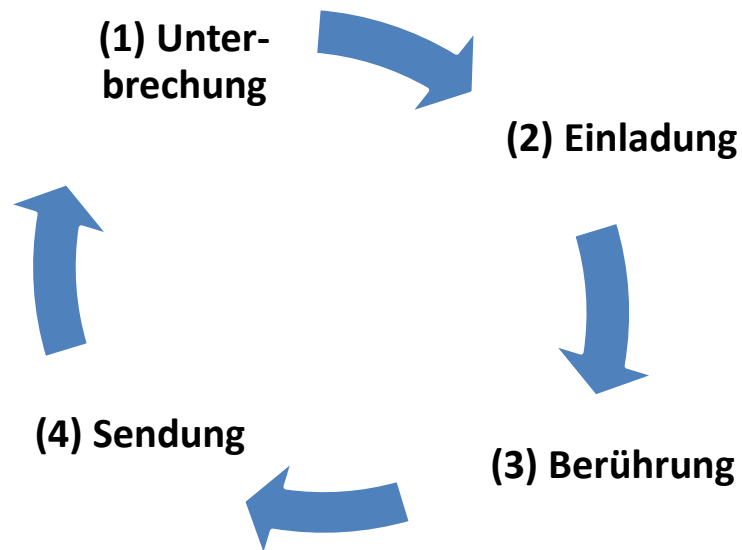 (1) Unter-
brechung
(2) Einladung
(3) Berührung
(4) Sendung